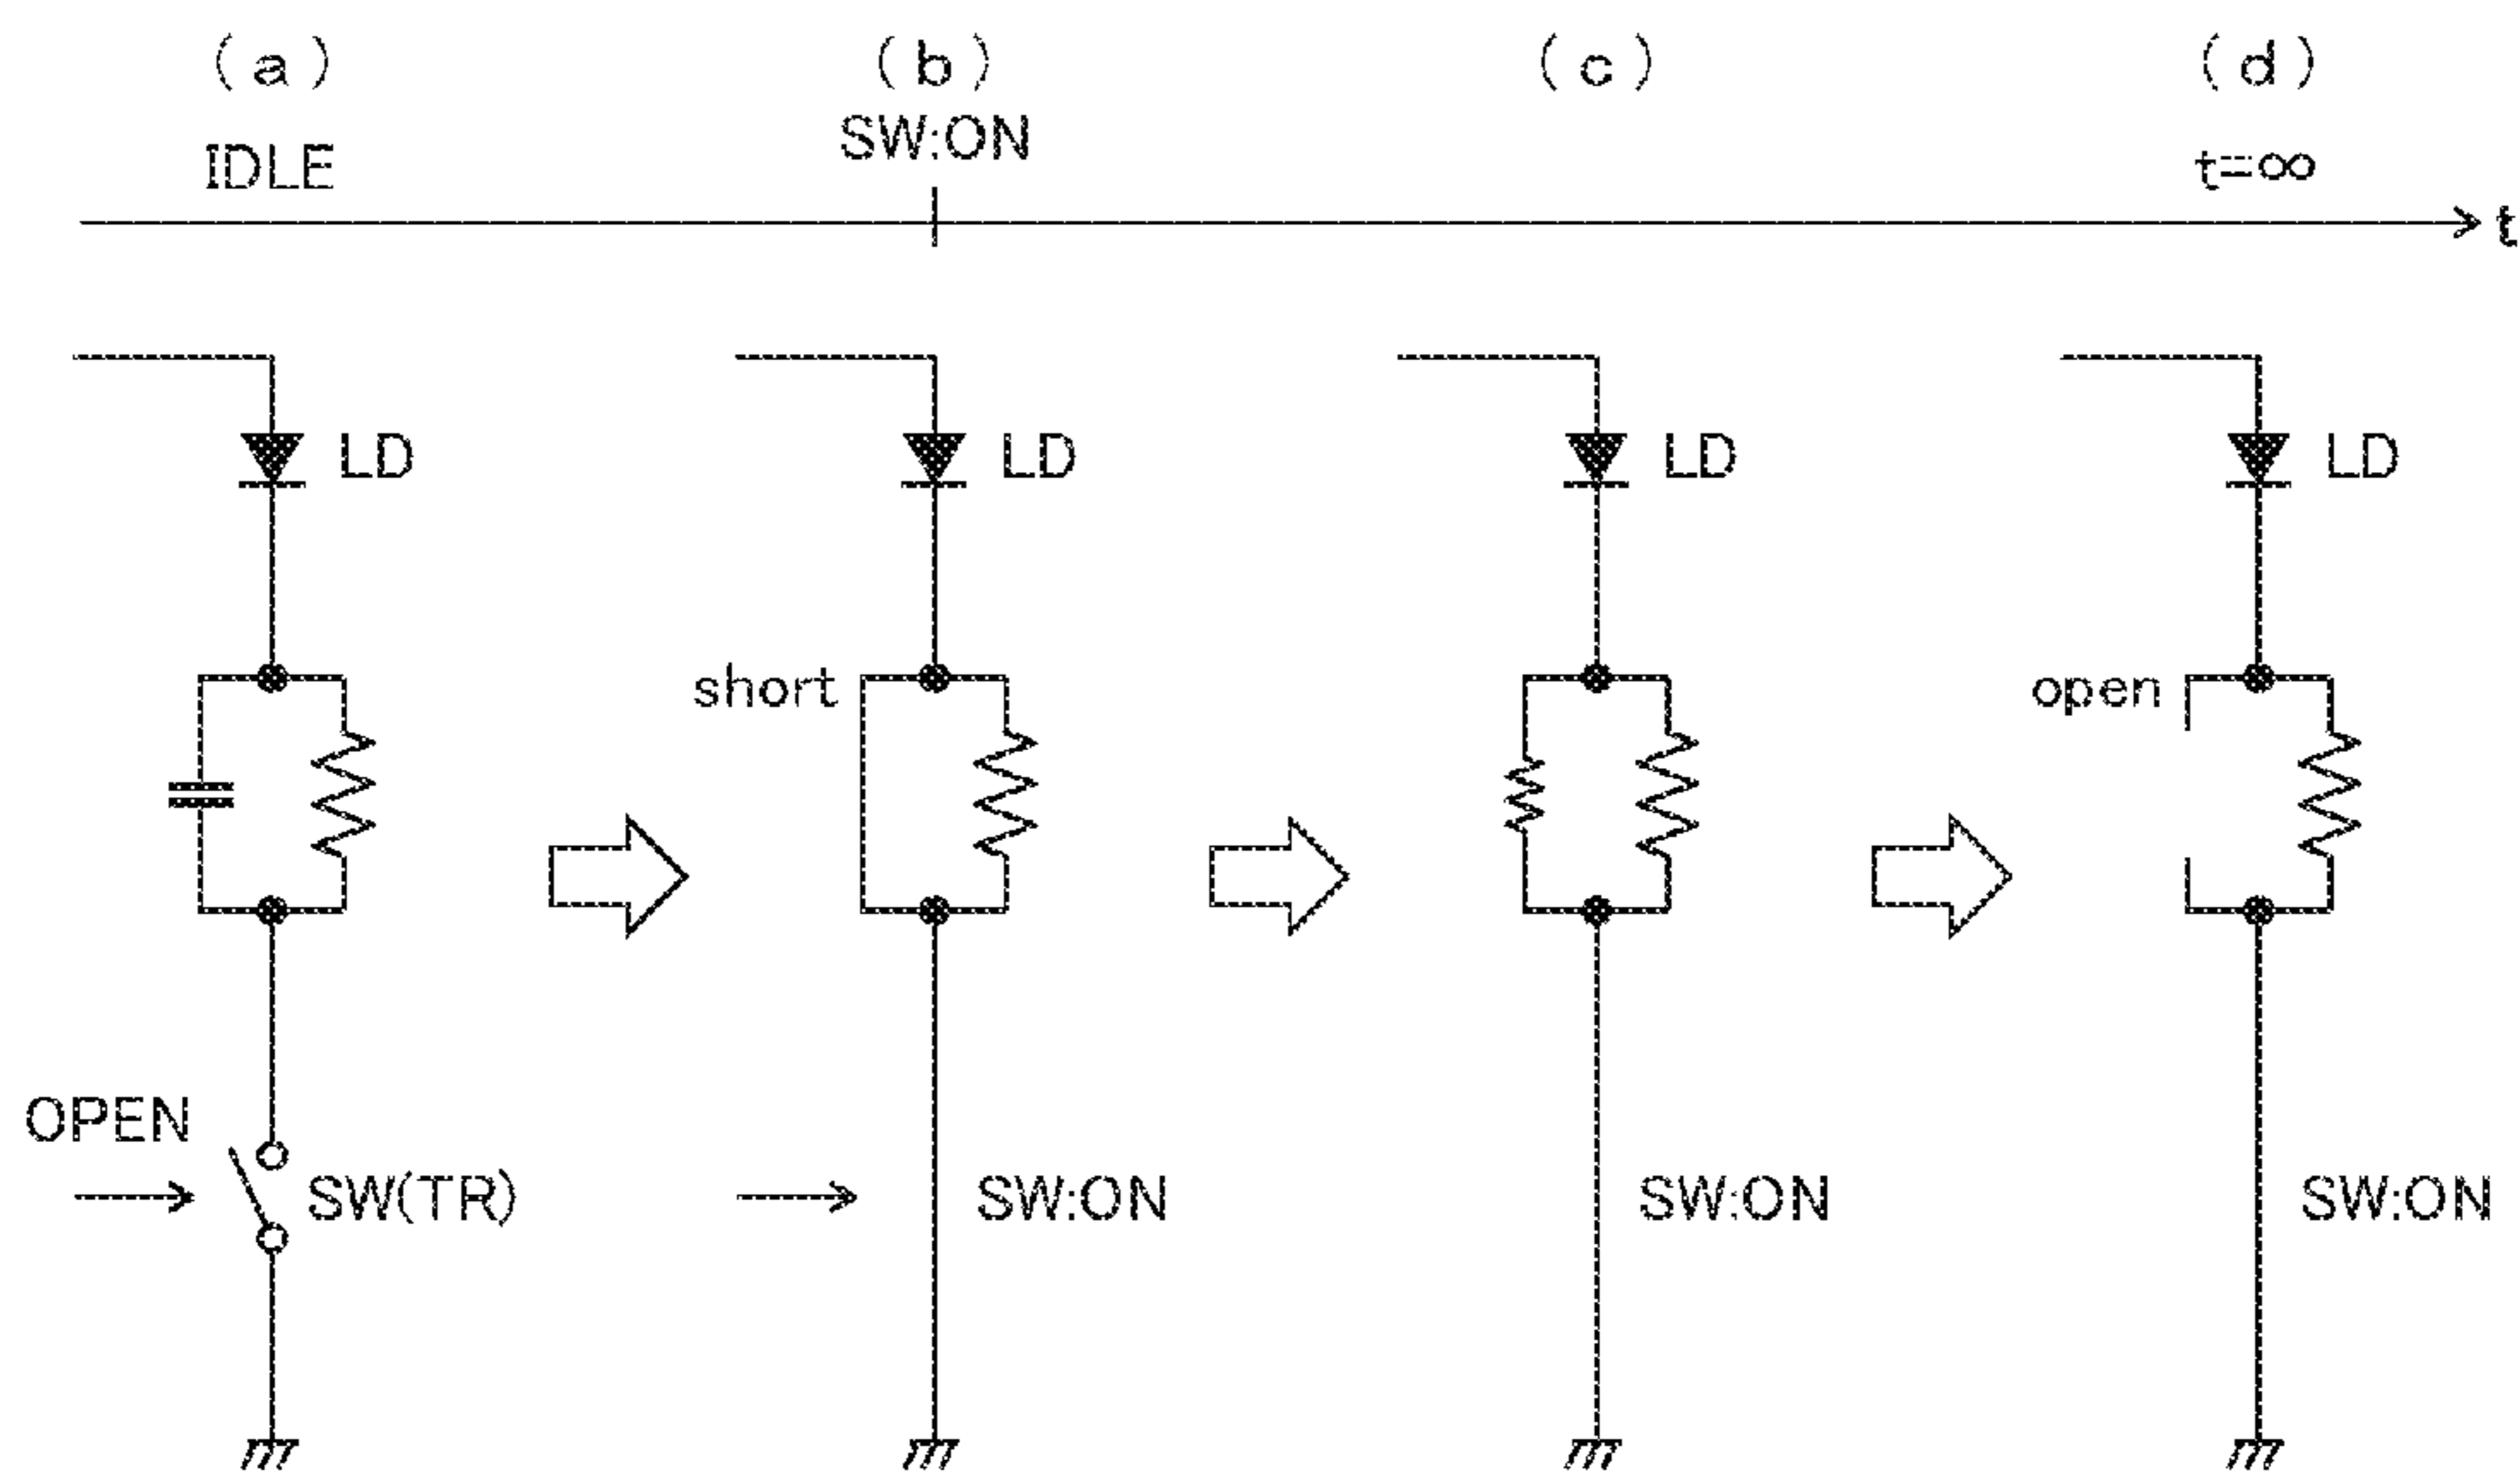 (a) (b) (c) (d)
IDLE SW:ON t=∞
t
LD LD LD LD
short open
OPEN
SW(TR) SW:ON SW:ON SW:ON